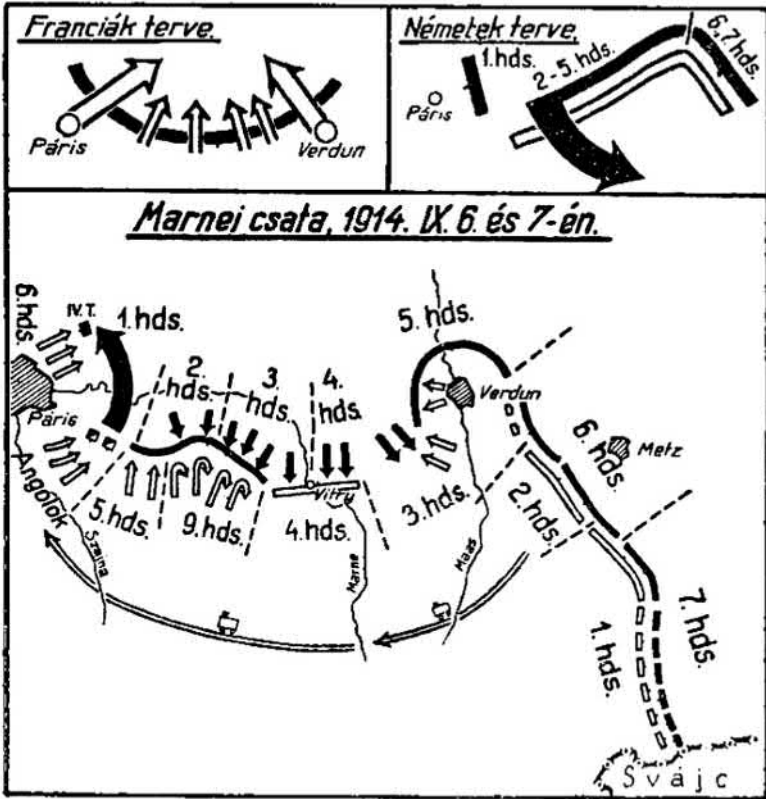 Franciák terve.
Páris
Verdun
Németek terve.
1. hds.
2-5. hds.
6.,7. hds.
Páris
Marnei csata, 1914. IX. 6. és 7-én.
6. hds.
IV. T.
1. hds.
2.
hds.
3.
hds.
4.
hds.
5. hds.
Verdun
Páris
Angolok
Szajna
5. hds.
9. hds.
Vitry
4. hds.
Marne
3. hds.
Maas
2. hds.
6. hds.
Metz
1. hds.
7. hds.
Svájc